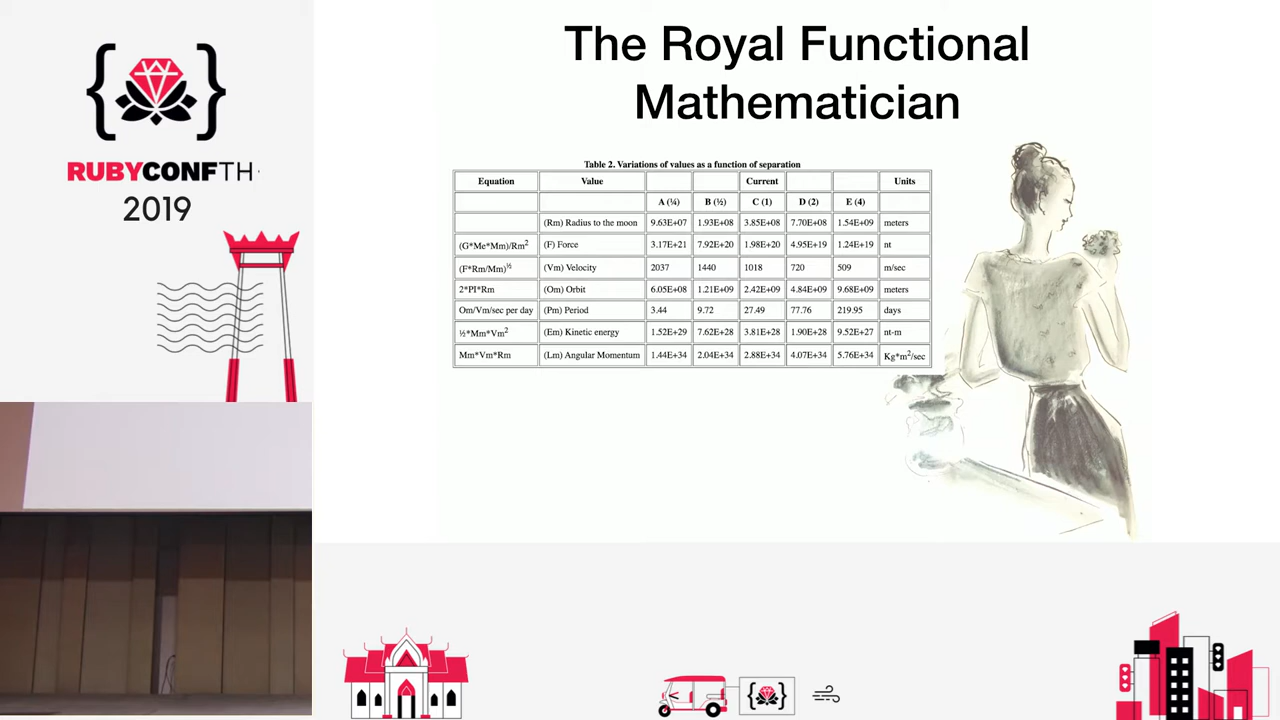 The Royal Functional
Mathematician
RUBYCONFTH
2019
Table 2. Variations of values as a function of separation
Equation Value Current Units
A (¼) B (½) C (1) D (2) E (4)
(Rm) Radius to the moon 9.63E+07 1.93E+08 3.85E+08 7.70E+08 1.54E+09 meters
(G*Me*Mm)/Rm² (F) Force 3.17E+21 7.92E+20 1.98E+20 4.95E+19 1.24E+19 nt
(F*Rm/Mm)^½ (Vm) Velocity 2037 1440 1018 720 509 m/sec
2*PI*Rm (Om) Orbit 6.05E+08 1.21E+09 2.42E+09 4.84E+09 9.68E+09 meters
Om/Vm/sec per day (Pm) Period 3.44 9.72 27.49 77.76 219.95 days
½*Mm*Vm² (Em) Kinetic energy 1.52E+29 7.62E+28 3.81E+28 1.90E+28 9.52E+27 nt-m
Mm*Vm*Rm (Lm) Angular Momentum 1.44E+34 2.04E+34 2.88E+34 4.07E+34 5.76E+34 Kg*m²/sec